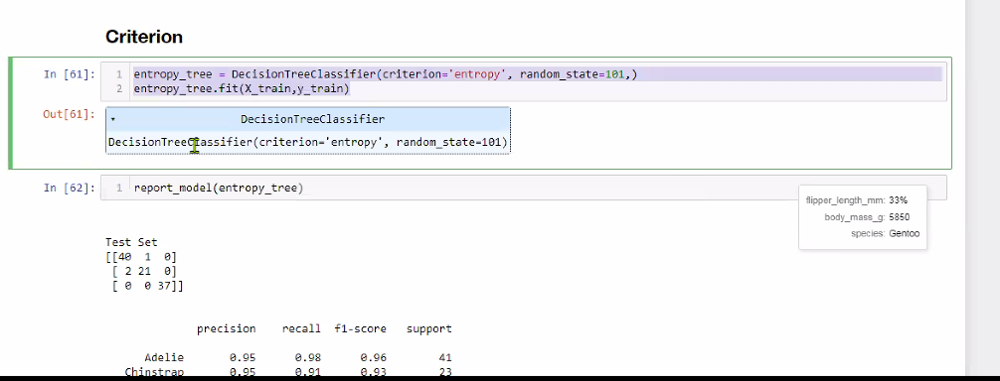 Criterion
In [61]: 1 entropy_tree = DecisionTreeClassifier(criterion='entropy', random_state=101,)
2 entropy_tree.fit(X_train,y_train)
Out[61]: DecisionTreeClassifier
DecisionTreeClassifier(criterion='entropy', random_state=101)
In [62]: 1 report_model(entropy_tree)
flipper_length_mm: 33%
body_mass_g: 5850
species: Gentoo
Test Set
[[40 1 0]
[ 2 21 0]
[ 0 0 37]]
precision recall f1-score support
Adelie 0.95 0.98 0.96 41
Chinstrap 0.95 0.91 0.93 23